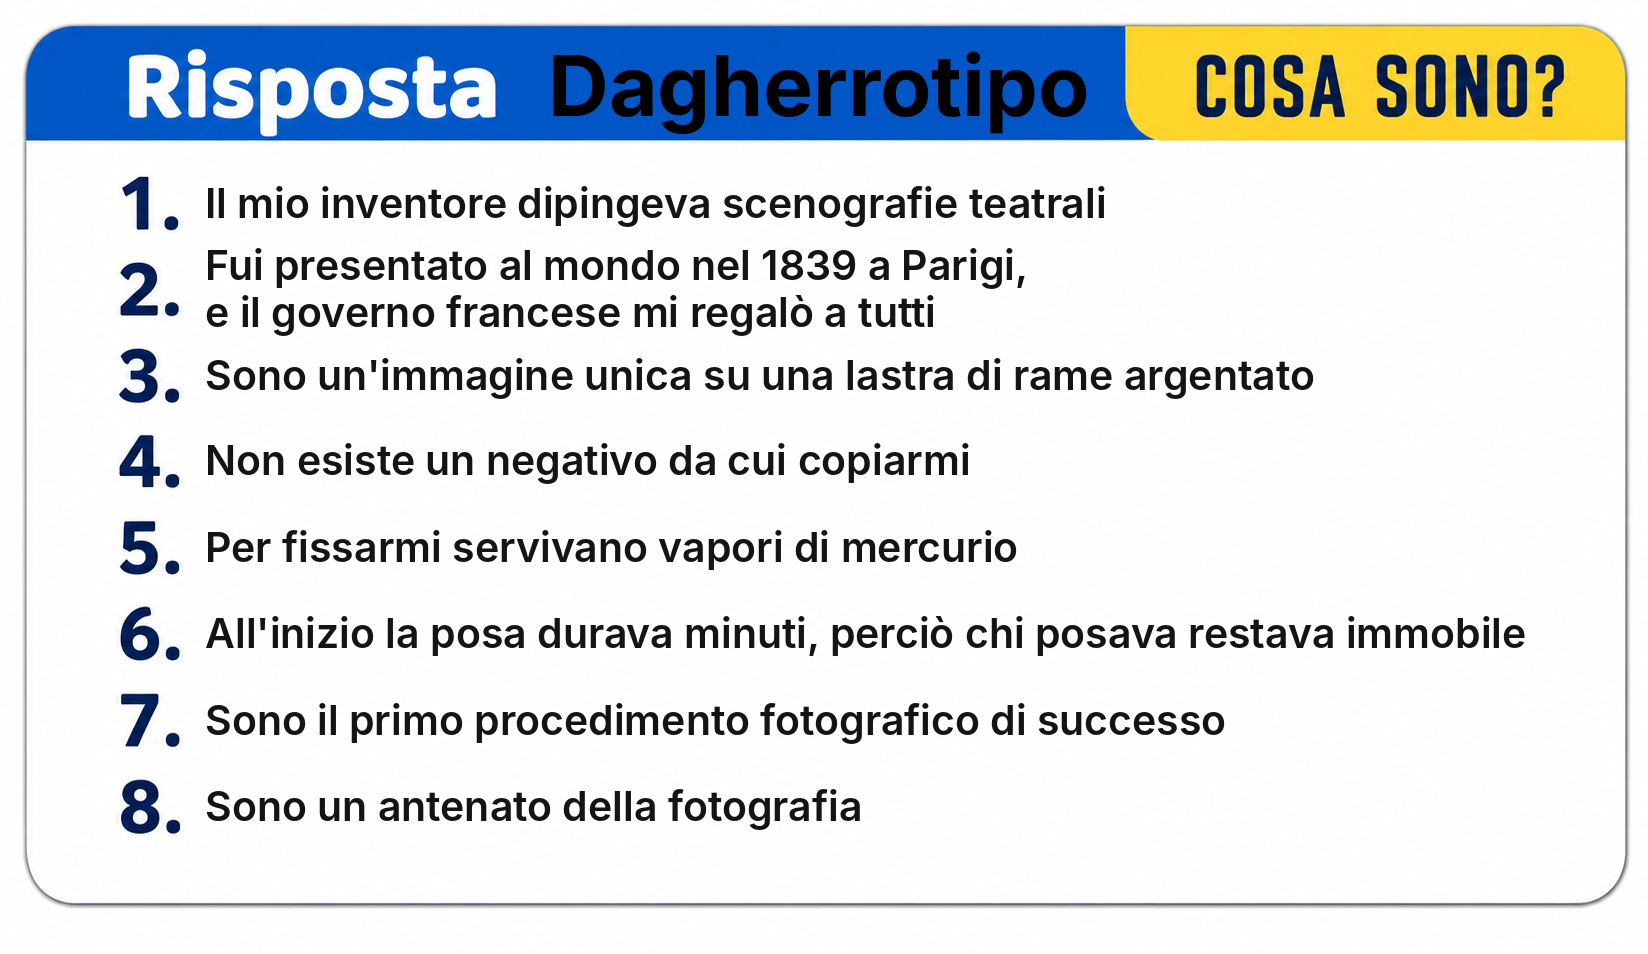 Risposta Dagherrotipo COSA SONO?
1. Il mio inventore dipingeva scenografie teatrali
2. Fui presentato al mondo nel 1839 a Parigi,
e il governo francese mi regalò a tutti
3. Sono un'immagine unica su una lastra di rame argentato
4. Non esiste un negativo da cui copiarmi
5. Per fissarmi servivano vapori di mercurio
6. All'inizio la posa durava minuti, perciò chi posava restava immobile
7. Sono il primo procedimento fotografico di successo
8. Sono un antenato della fotografia